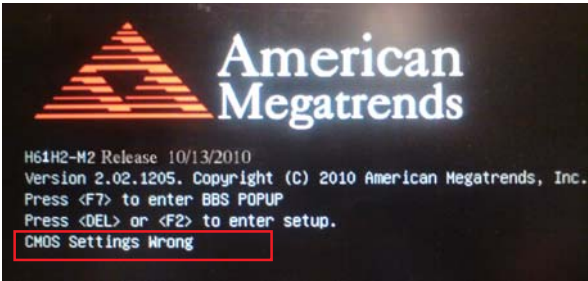 American
Megatrends
H61H2-M2 Release 10/13/2010
Version 2.02.1205. Copyright (C) 2010 American Megatrends, Inc.
Press <F7> to enter BBS POPUP
Press <DEL> or <F2> to enter setup.
CMOS Settings Wrong